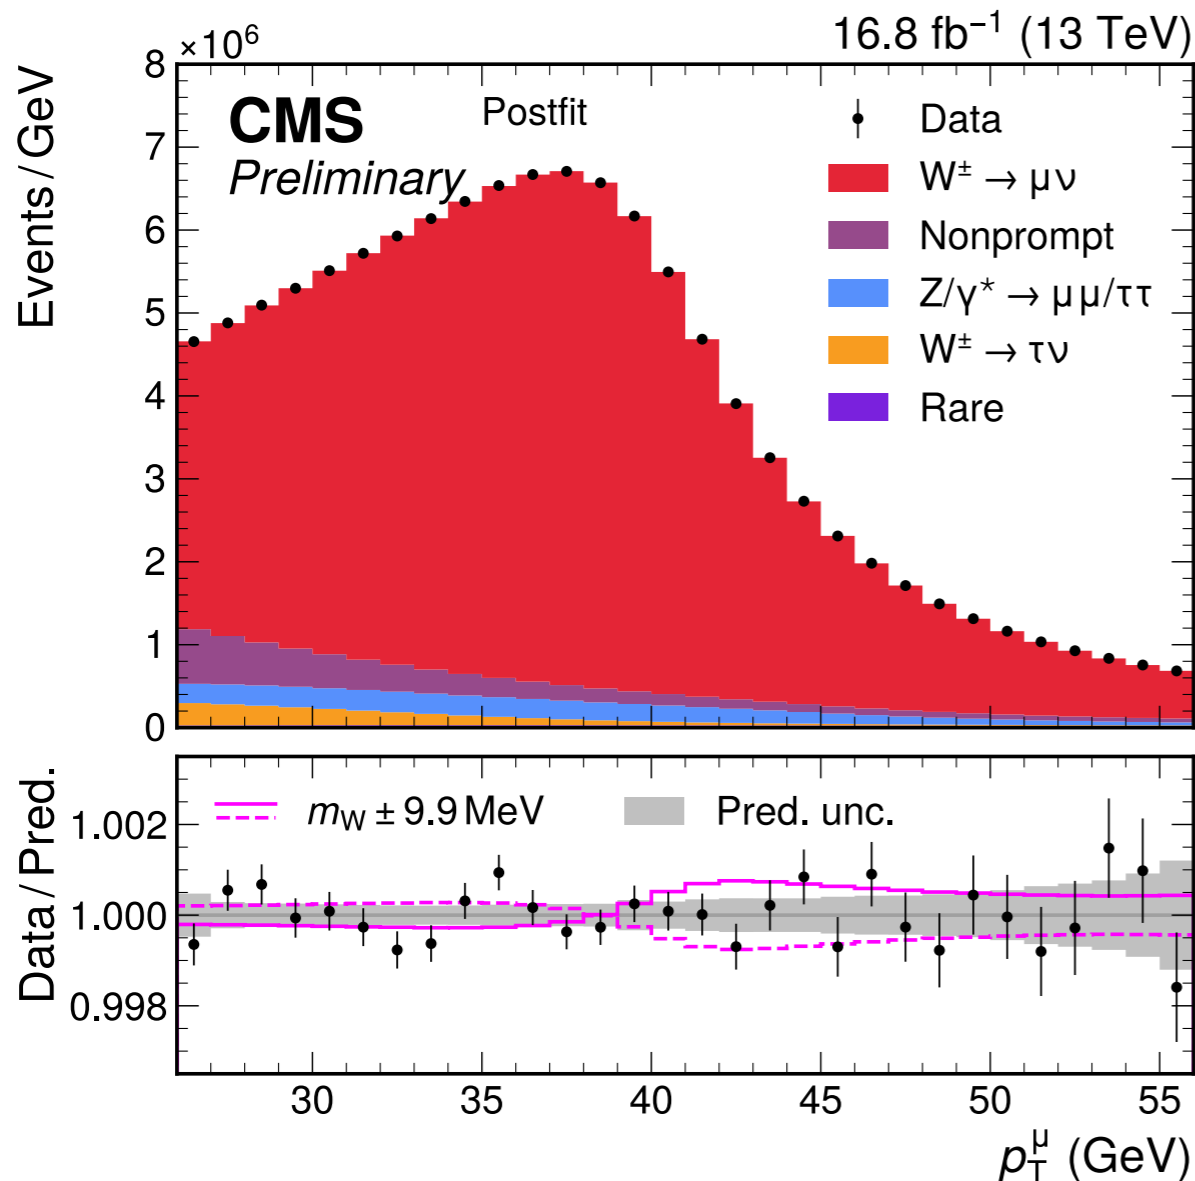 ×10⁶
16.8 fb⁻¹ (13 TeV)
Events / GeV
8
7
6
5
4
3
2
1
0
CMS
Preliminary
Postfit
Data
W± → μν
Nonprompt
Z/γ* → μμ/ττ
W± → τν
Rare
Data / Pred.
1.002
1.000
0.998
m_W ± 9.9 MeV
Pred. unc.
30 35 40 45 50 55
p_T^μ (GeV)